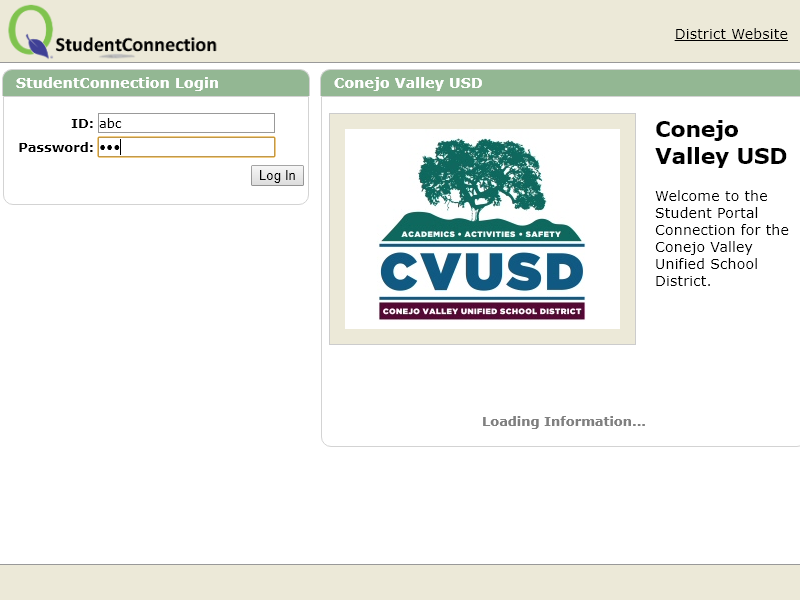 StudentConnection
District Website
StudentConnection Login
ID: abc
Password: •••
Log In
Conejo Valley USD
ACADEMICS • ACTIVITIES • SAFETY
CVUSD
CONEJO VALLEY UNIFIED SCHOOL DISTRICT
Conejo
Valley USD
Welcome to the
Student Portal
Connection for the
Conejo Valley
Unified School
District.
Loading Information...